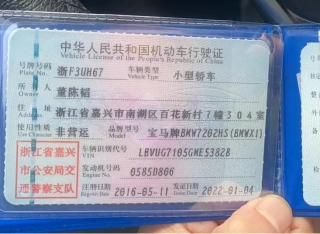 中华人民共和国机动车行驶证
Vehicle License of the People's Republic of China
号牌号码 浙F3UH67 车辆类型 小型轿车
Plate No. Vehicle Type
所有人 董陈韬
Owner
住址 浙江省嘉兴市南湖区百花新村7幢304室
Address
使用性质 非营运 品牌型号 宝马牌BMW7202HS(BMWX1)
Use Character Model
浙江省嘉兴市公安局交通警察支队
车辆识别代号 LBVUG7105GME53828
VIN
发动机号码 0585D806
Engine No.
注册日期 2016-05-11 发证日期 2022-01-04
Register Date Issue Date